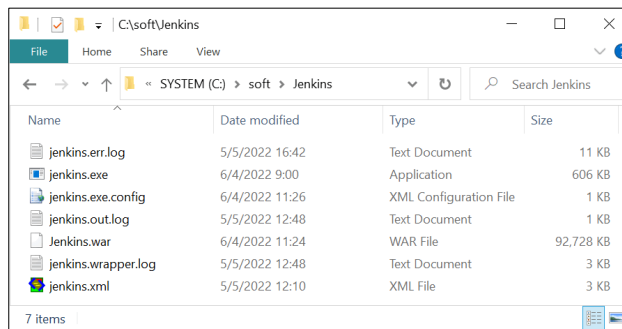 C:\soft\Jenkins
File Home Share View
« SYSTEM (C:) > soft > Jenkins Search Jenkins
Name Date modified Type Size
jenkins.err.log 5/5/2022 16:42 Text Document 11 KB
jenkins.exe 6/4/2022 9:00 Application 606 KB
jenkins.exe.config 6/4/2022 11:26 XML Configuration File 1 KB
jenkins.out.log 5/5/2022 12:48 Text Document 1 KB
Jenkins.war 6/4/2022 11:24 WAR File 92,728 KB
jenkins.wrapper.log 5/5/2022 12:48 Text Document 3 KB
jenkins.xml 5/5/2022 12:10 XML File 3 KB
7 items